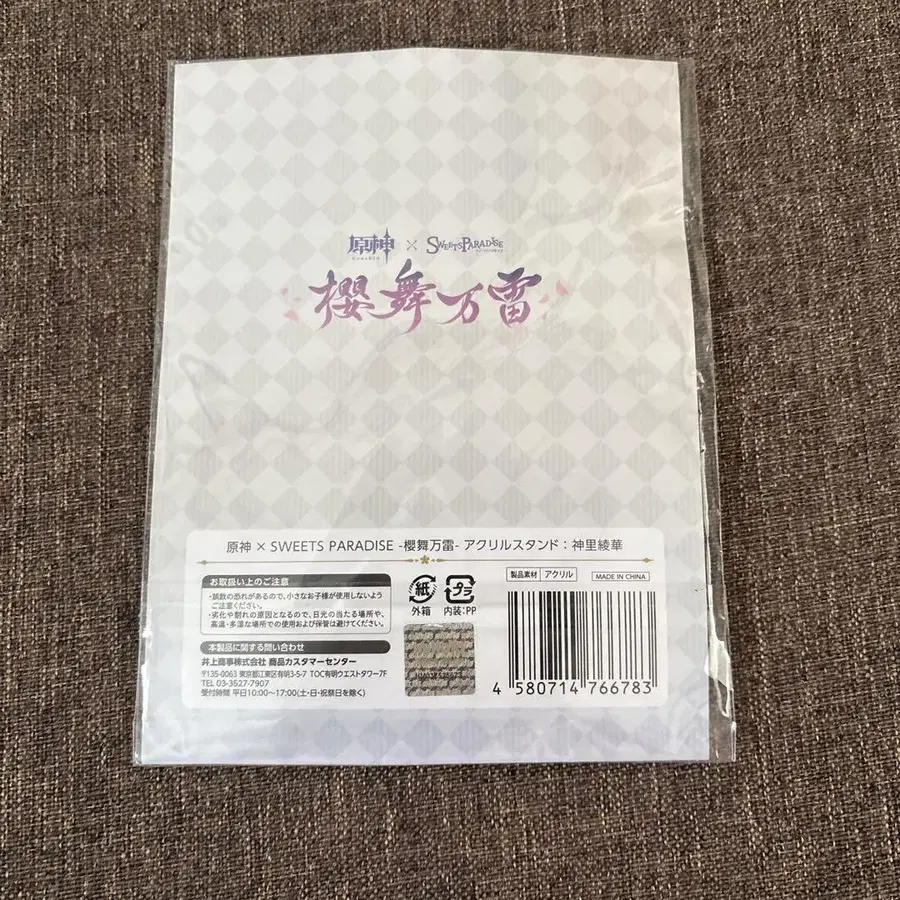 原神 × SWEETS PARADISE
GENSHIN
櫻舞万雷
原神 × SWEETS PARADISE -櫻舞万雷- アクリルスタンド：神里綾華
お取扱い上のご注意
・誤飲の恐れがあるので、小さなお子様が使用しないよう
ご注意ください。
・劣化や割れの原因となるので、日光の当たる場所や、
高温・多湿な場所での使用および保管は避けてください。
本製品に関する問い合わせ
井上商事株式会社 商品カスタマーセンター
〒135-0063 東京都江東区有明3-5-7 TOC有明ウエストタワー7F
TEL 03-3527-7907
受付時間 平日10:00〜17:00(土・日・祝祭日を除く)
紙
外箱
プラ
内装:PP
製品素材 アクリル
MADE IN CHINA
4 580714 766783